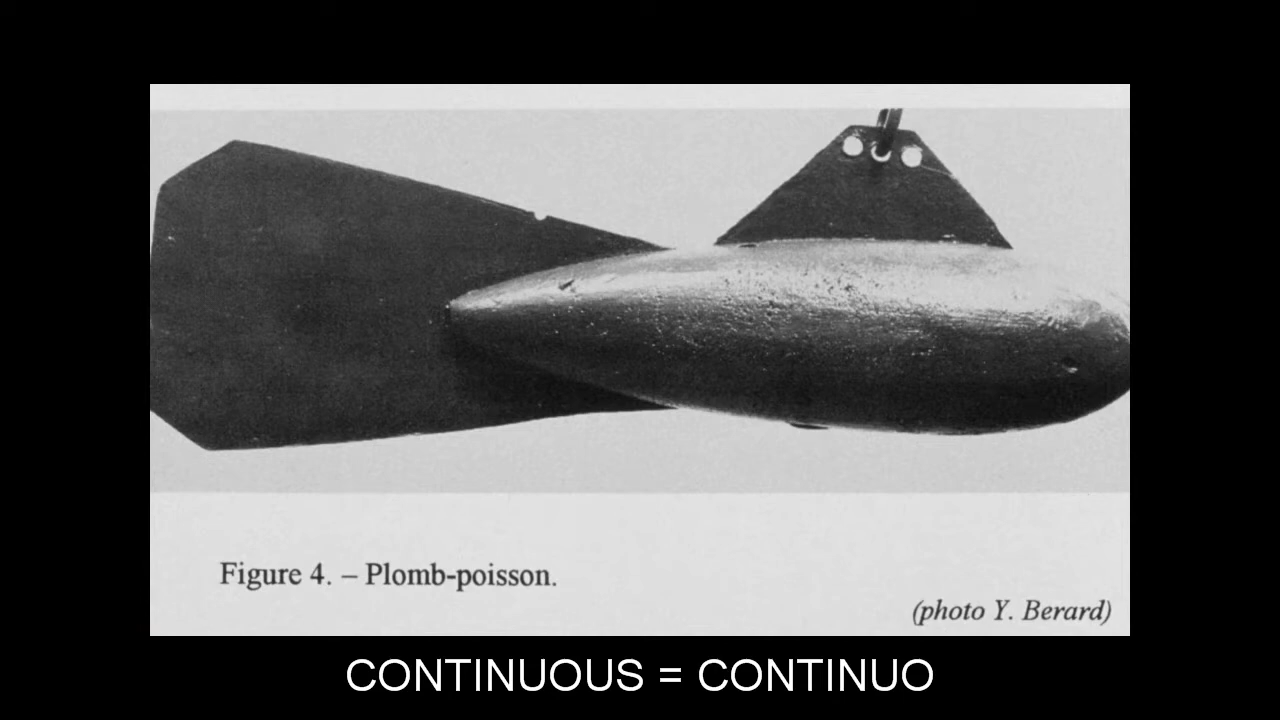 Figure 4. – Plomb-poisson.
(photo Y. Berard)
CONTINUOUS = CONTINUO